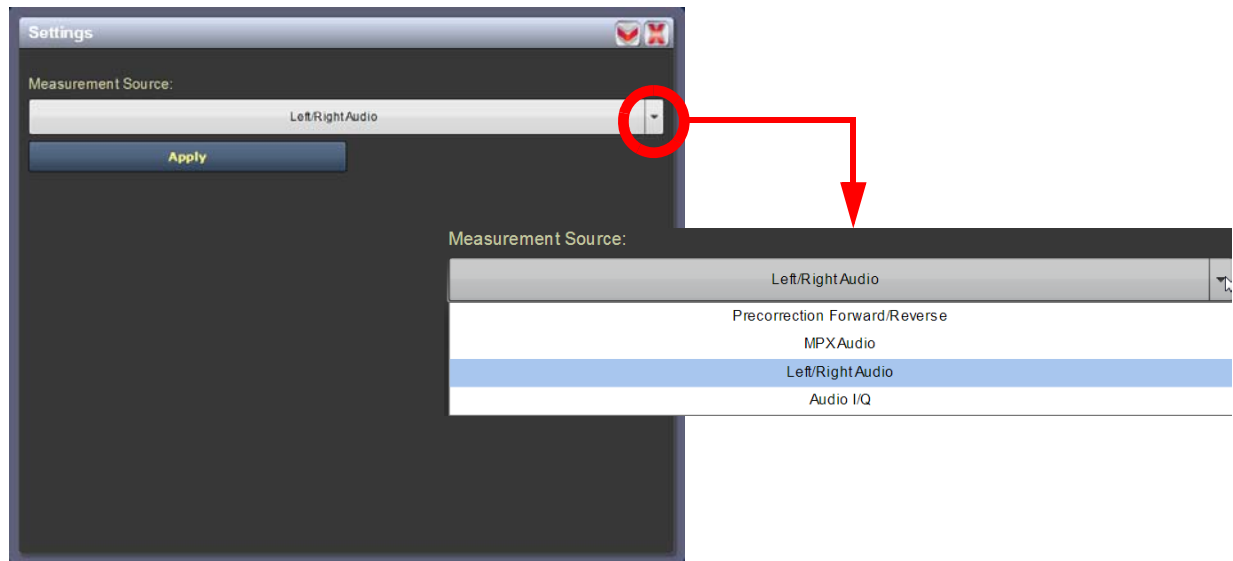 Settings
Measurement Source:
Left/Right Audio
Apply
Measurement Source:
Left/Right Audio
Precorrection Forward/Reverse
MPX Audio
Left/Right Audio
Audio I/Q